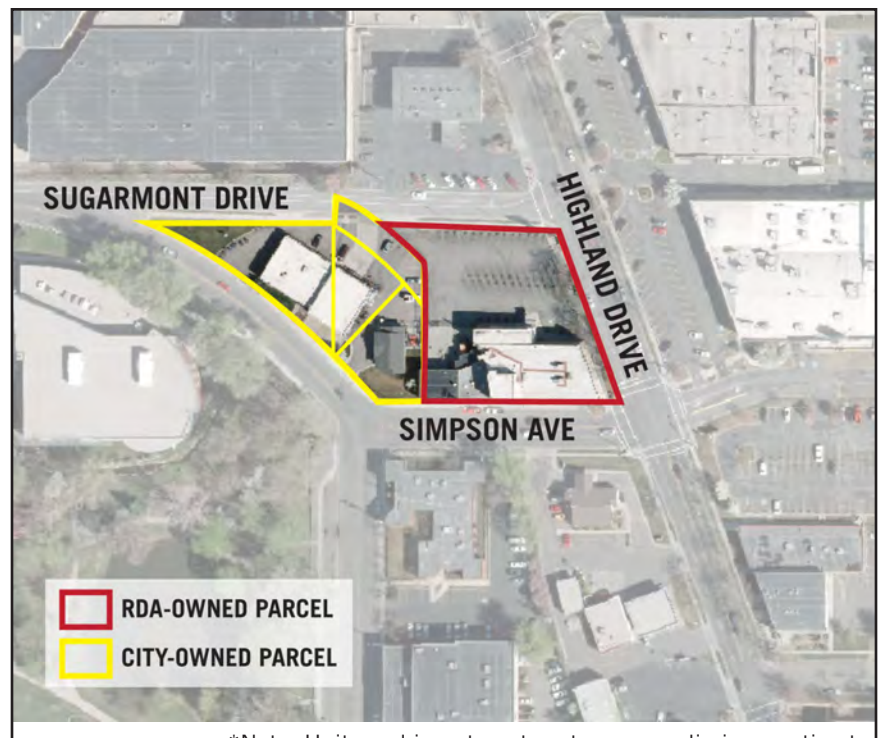 SUGARMONT DRIVE
HIGHLAND DRIVE
SIMPSON AVE
RDA-OWNED PARCEL
CITY-OWNED PARCEL